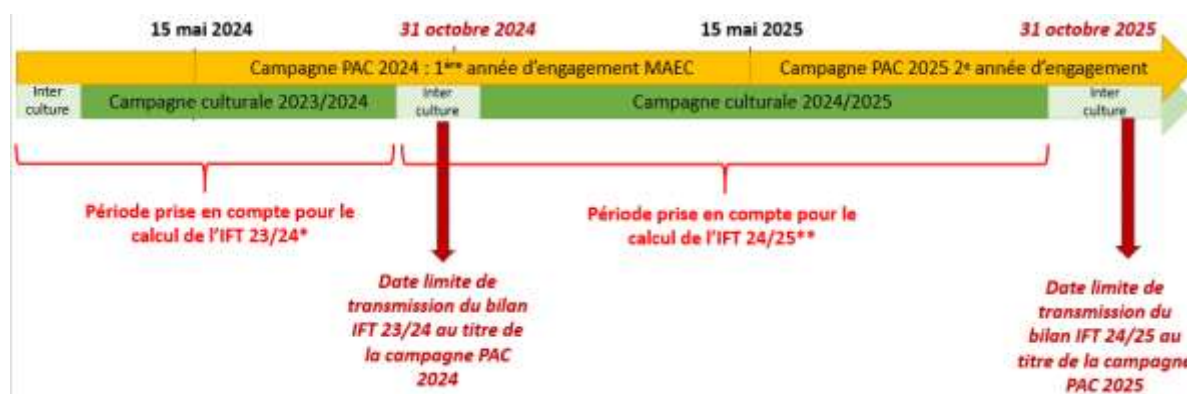 15 mai 2024
31 octobre 2024
15 mai 2025
31 octobre 2025
Campagne PAC 2024 : 1ère année d'engagement MAEC
Campagne PAC 2025 2e année d'engagement
Inter
culture
Campagne culturale 2023/2024
Inter
culture
Campagne culturale 2024/2025
Inter
culture
Période prise en compte pour le
calcul de l'IFT 23/24*
Période prise en compte pour le
calcul de l'IFT 24/25**
Date limite de
transmission du bilan
IFT 23/24 au titre de
la campagne PAC
2024
Date limite de
transmission du
bilan IFT 24/25 au
titre de la campagne
PAC 2025